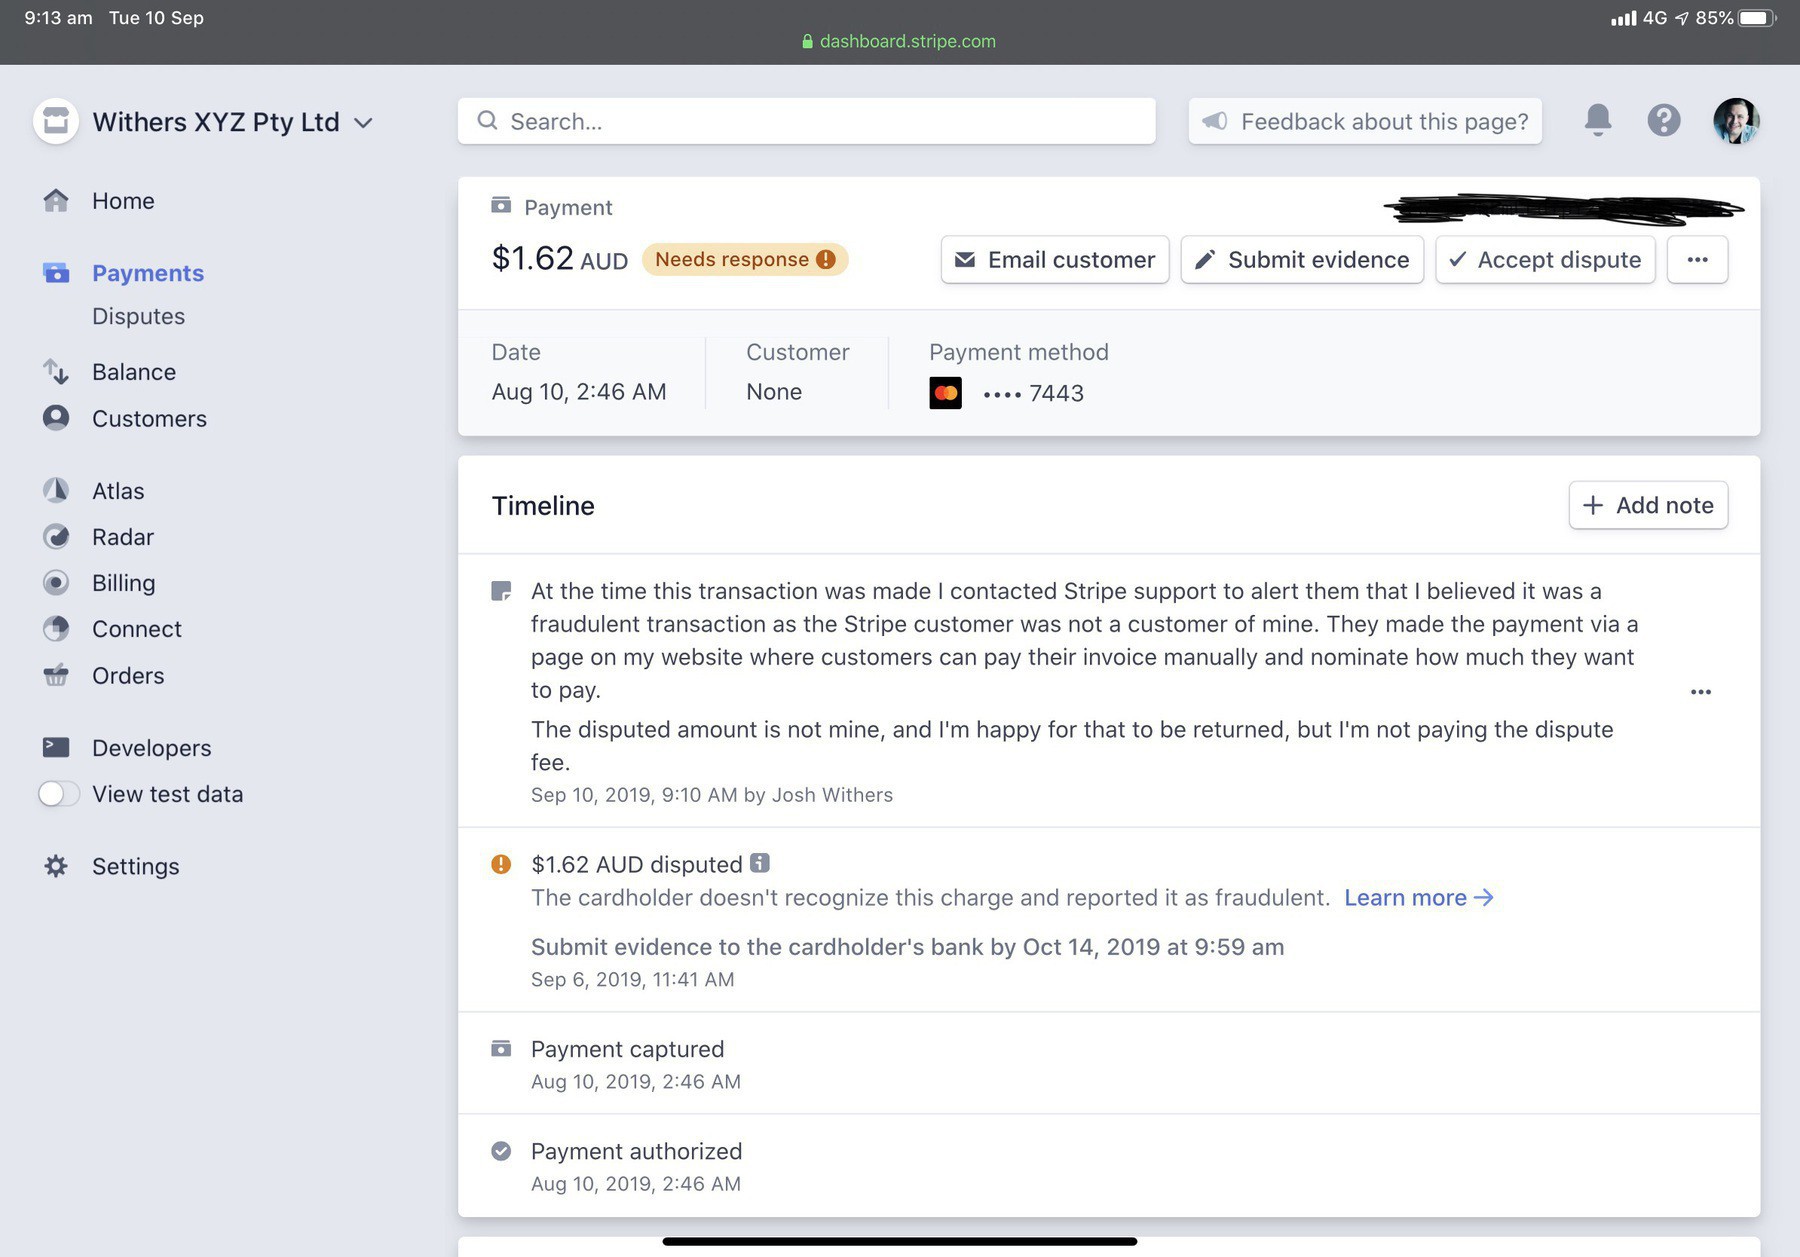 9:13 am Tue 10 Sep
4G 85%
dashboard.stripe.com
Withers XYZ Pty Ltd
Search...
Feedback about this page?
Home
Payments
Disputes
Balance
Customers
Atlas
Radar
Billing
Connect
Orders
Developers
View test data
Settings
Payment
$1.62 AUD Needs response
Email customer
Submit evidence
Accept dispute
Date
Aug 10, 2:46 AM
Customer
None
Payment method
•••• 7443
Timeline
+ Add note
At the time this transaction was made I contacted Stripe support to alert them that I believed it was a
fraudulent transaction as the Stripe customer was not a customer of mine. They made the payment via a
page on my website where customers can pay their invoice manually and nominate how much they want
to pay.
The disputed amount is not mine, and I'm happy for that to be returned, but I'm not paying the dispute
fee.
Sep 10, 2019, 9:10 AM by Josh Withers
$1.62 AUD disputed
The cardholder doesn't recognize this charge and reported it as fraudulent. Learn more →
Submit evidence to the cardholder's bank by Oct 14, 2019 at 9:59 am
Sep 6, 2019, 11:41 AM
Payment captured
Aug 10, 2019, 2:46 AM
Payment authorized
Aug 10, 2019, 2:46 AM